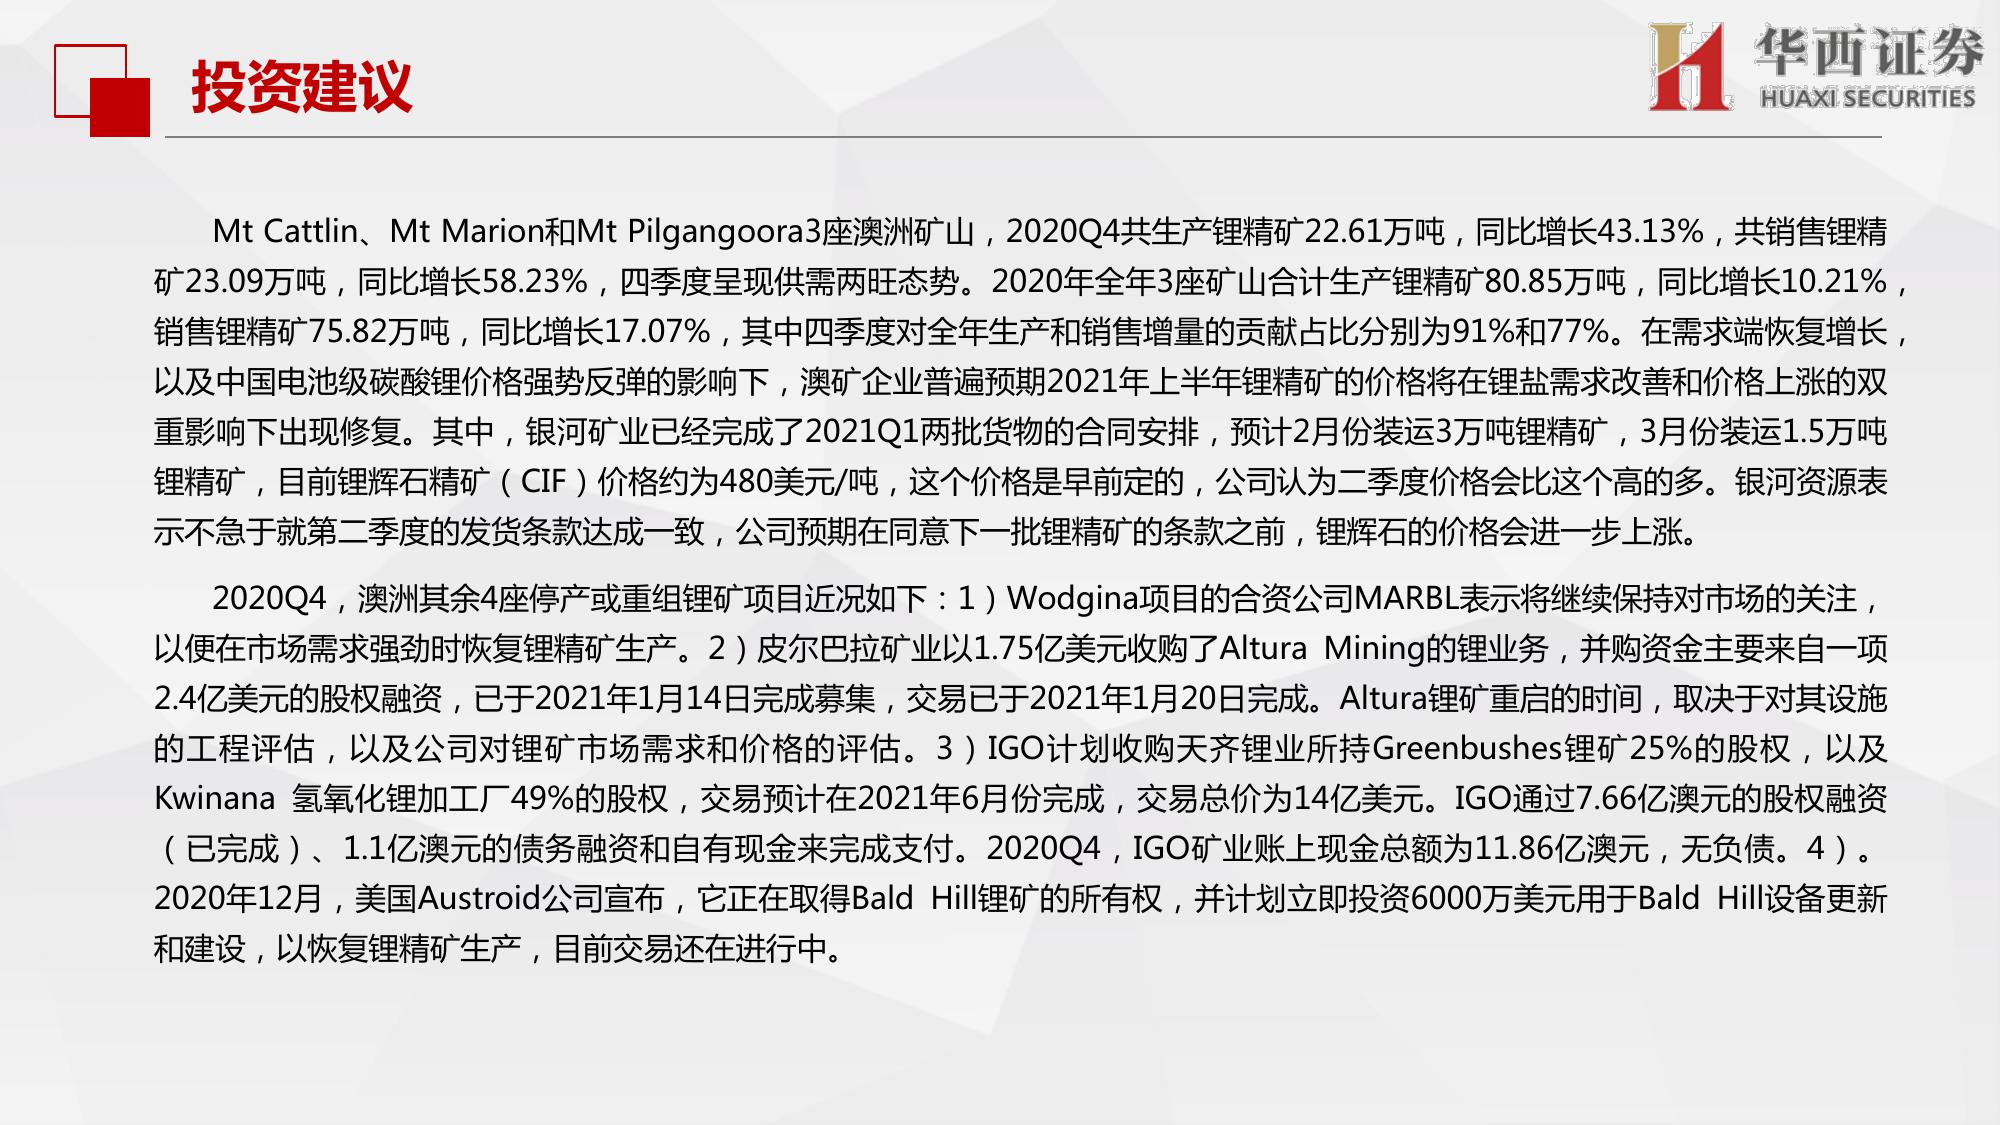 投资建议
华西证券
HUAXI SECURITIES
Mt Cattlin、Mt Marion和Mt Pilgangoora3座澳洲矿山，2020Q4共生产锂精矿22.61万吨，同比增长43.13%，共销售锂精
矿23.09万吨，同比增长58.23%，四季度呈现供需两旺态势。2020年全年3座矿山合计生产锂精矿80.85万吨，同比增长10.21%，
销售锂精矿75.82万吨，同比增长17.07%，其中四季度对全年生产和销售增量的贡献占比分别为91%和77%。在需求端恢复增长，
以及中国电池级碳酸锂价格强势反弹的影响下，澳矿企业普遍预期2021年上半年锂精矿的价格将在锂盐需求改善和价格上涨的双
重影响下出现修复。其中，银河矿业已经完成了2021Q1两批货物的合同安排，预计2月份装运3万吨锂精矿，3月份装运1.5万吨
锂精矿，目前锂辉石精矿（CIF）价格约为480美元/吨，这个价格是早前定的，公司认为二季度价格会比这个高的多。银河资源表
示不急于就第二季度的发货条款达成一致，公司预期在同意下一批锂精矿的条款之前，锂辉石的价格会进一步上涨。
2020Q4，澳洲其余4座停产或重组锂矿项目近况如下：1）Wodgina项目的合资公司MARBL表示将继续保持对市场的关注，
以便在市场需求强劲时恢复锂精矿生产。2）皮尔巴拉矿业以1.75亿美元收购了Altura Mining的锂业务，并购资金主要来自一项
2.4亿美元的股权融资，已于2021年1月14日完成募集，交易已于2021年1月20日完成。Altura锂矿重启的时间，取决于对其设施
的工程评估，以及公司对锂矿市场需求和价格的评估。3）IGO计划收购天齐锂业所持Greenbushes锂矿25%的股权，以及
Kwinana 氢氧化锂加工厂49%的股权，交易预计在2021年6月份完成，交易总价为14亿美元。IGO通过7.66亿澳元的股权融资
（已完成）、1.1亿澳元的债务融资和自有现金来完成支付。2020Q4，IGO矿业账上现金总额为11.86亿澳元，无负债。4）。
2020年12月，美国Austroid公司宣布，它正在取得Bald Hill锂矿的所有权，并计划立即投资6000万美元用于Bald Hill设备更新
和建设，以恢复锂精矿生产，目前交易还在进行中。